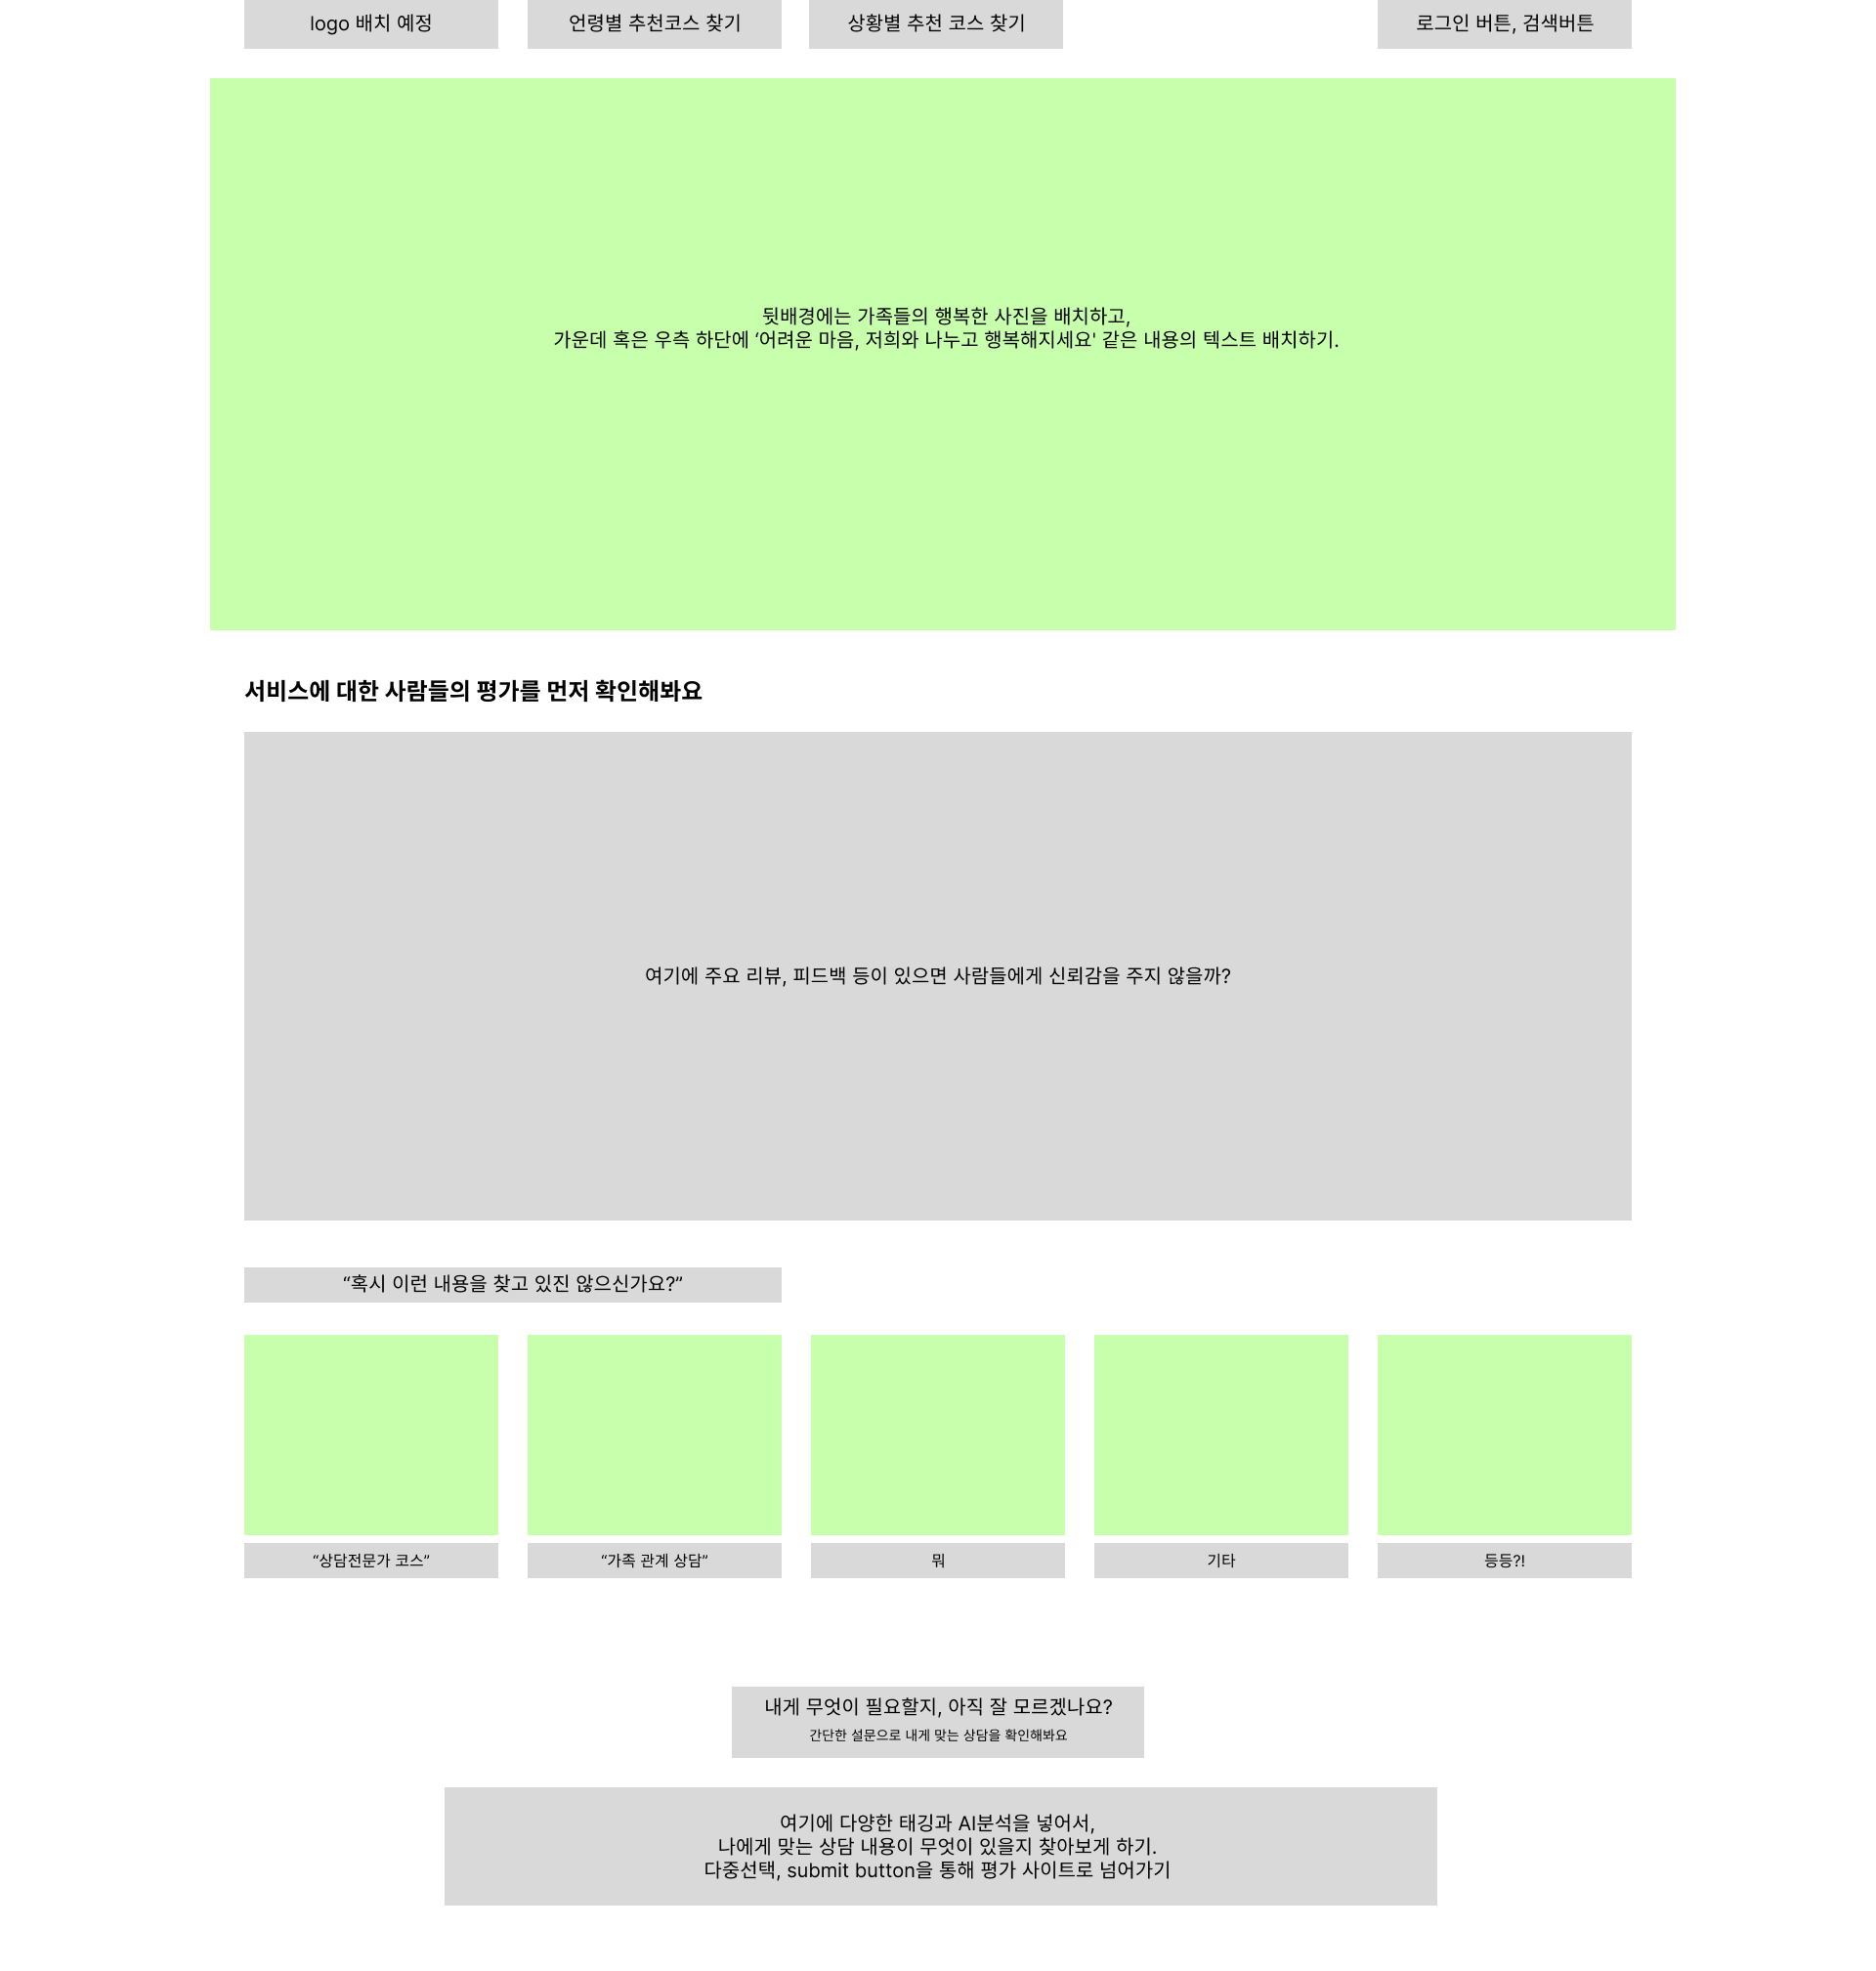 logo 배치 예정
언령별 추천코스 찾기
상황별 추천 코스 찾기
로그인 버튼, 검색버튼
뒷배경에는 가족들의 행복한 사진을 배치하고,
가운데 혹은 우측 하단에 ‘어려운 마음, 저희와 나누고 행복해지세요' 같은 내용의 텍스트 배치하기.
서비스에 대한 사람들의 평가를 먼저 확인해봐요
여기에 주요 리뷰, 피드백 등이 있으면 사람들에게 신뢰감을 주지 않을까?
“혹시 이런 내용을 찾고 있진 않으신가요?”
“상담전문가 코스”
“가족 관계 상담”
뭐
기타
등등?!
내게 무엇이 필요할지, 아직 잘 모르겠나요?
간단한 설문으로 내게 맞는 상담을 확인해봐요
여기에 다양한 태깅과 AI분석을 넣어서,
나에게 맞는 상담 내용이 무엇이 있을지 찾아보게 하기.
다중선택, submit button을 통해 평가 사이트로 넘어가기